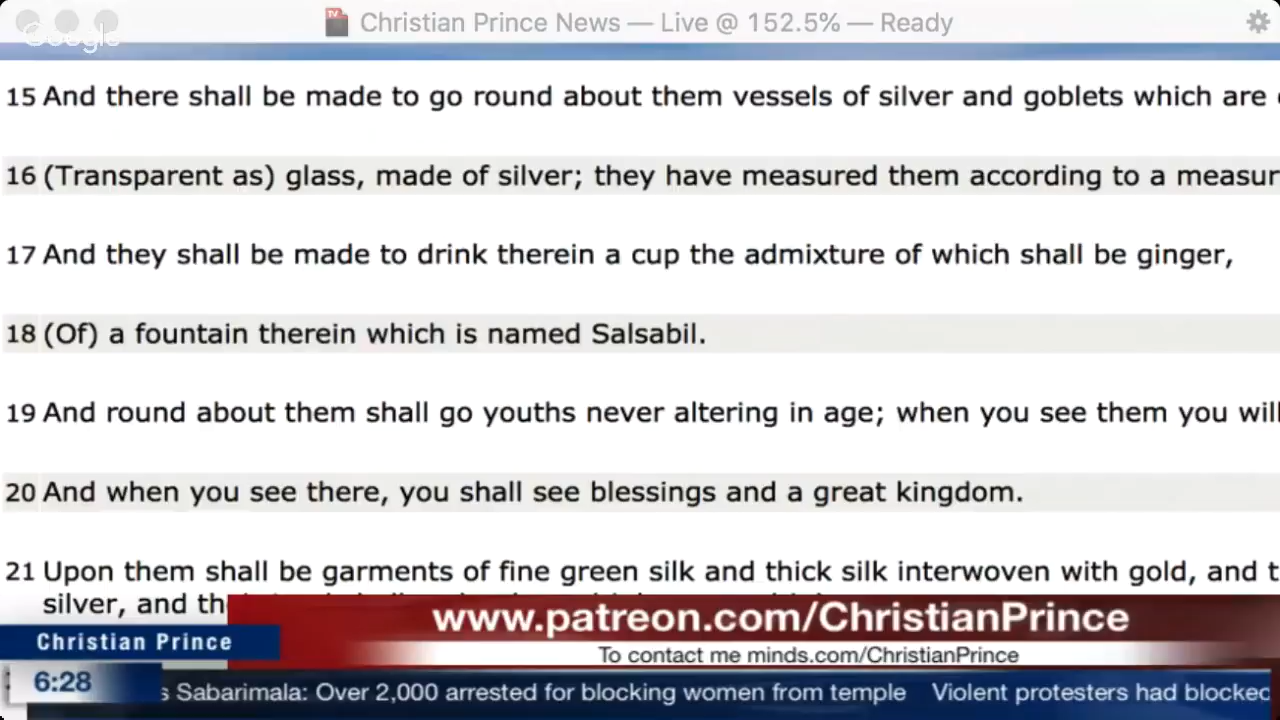 Google
Christian Prince News — Live @ 152.5% — Ready
15 And there shall be made to go round about them vessels of silver and goblets which are
16 (Transparent as) glass, made of silver; they have measured them according to a measur
17 And they shall be made to drink therein a cup the admixture of which shall be ginger,
18 (Of) a fountain therein which is named Salsabil.
19 And round about them shall go youths never altering in age; when you see them you will
20 And when you see there, you shall see blessings and a great kingdom.
21 Upon them shall be garments of fine green silk and thick silk interwoven with gold, and
silver, and
www.patreon.com/ChristianPrince
Christian Prince
To contact me minds.com/ChristianPrince
6:28
s Sabarimala: Over 2,000 arrested for blocking women from temple Violent protesters had blocked